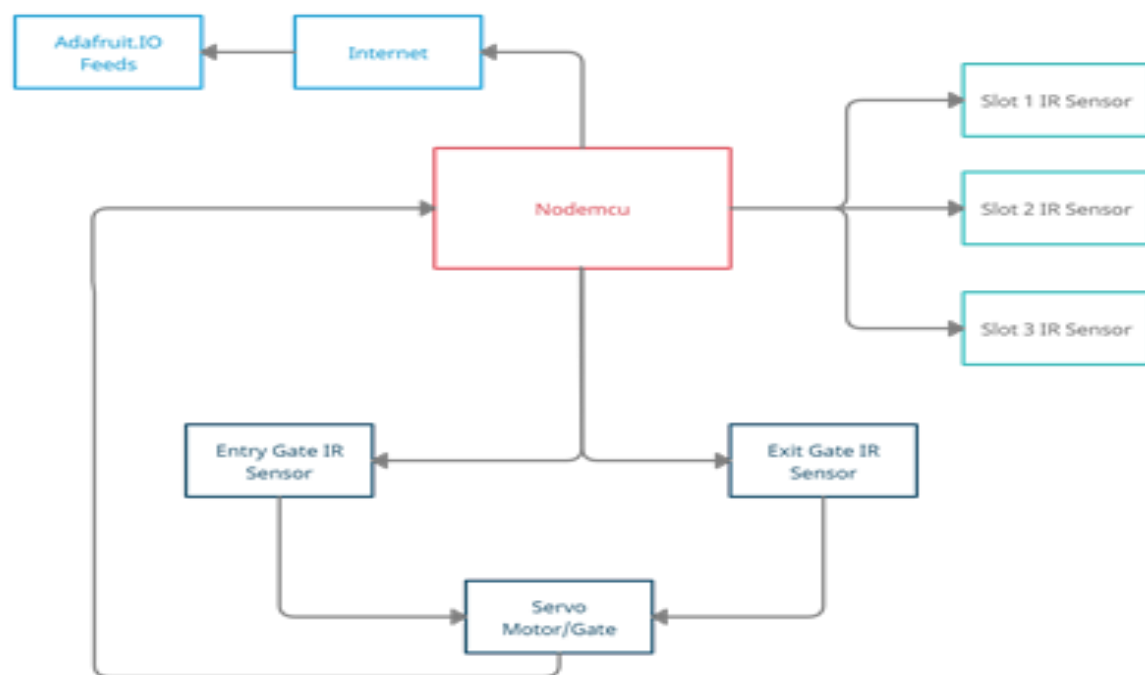 Adafruit.IO
Feeds
Internet
Slot 1 IR Sensor
Nodemcu
Slot 2 IR Sensor
Slot 3 IR Sensor
Entry Gate IR
Sensor
Exit Gate IR
Sensor
Servo
Motor/Gate